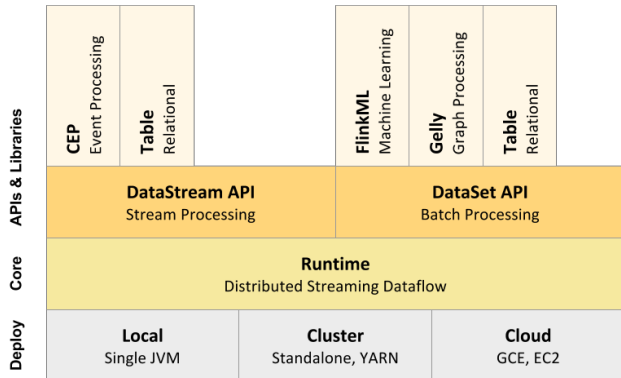 APIs & Libraries
CEP
Event Processing
Table
Relational
FlinkML
Machine Learning
Gelly
Graph Processing
Table
Relational
DataStream API
Stream Processing
DataSet API
Batch Processing
Core
Runtime
Distributed Streaming Dataflow
Deploy
Local
Single JVM
Cluster
Standalone, YARN
Cloud
GCE, EC2